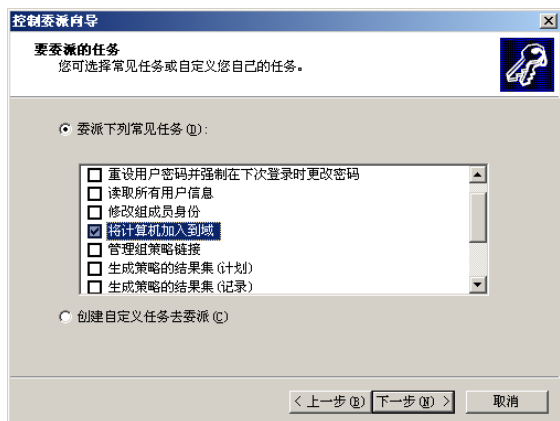 控制委派向导
要委派的任务
您可选择常见任务或自定义您自己的任务。
委派下列常见任务(D):
重设用户密码并强制在下次登录时更改密码
读取所有用户信息
修改组成员身份
将计算机加入到域
管理组策略链接
生成策略的结果集(计划)
生成策略的结果集(记录)
创建自定义任务去委派(C)
< 上一步(B) 下一步(N) > 取消